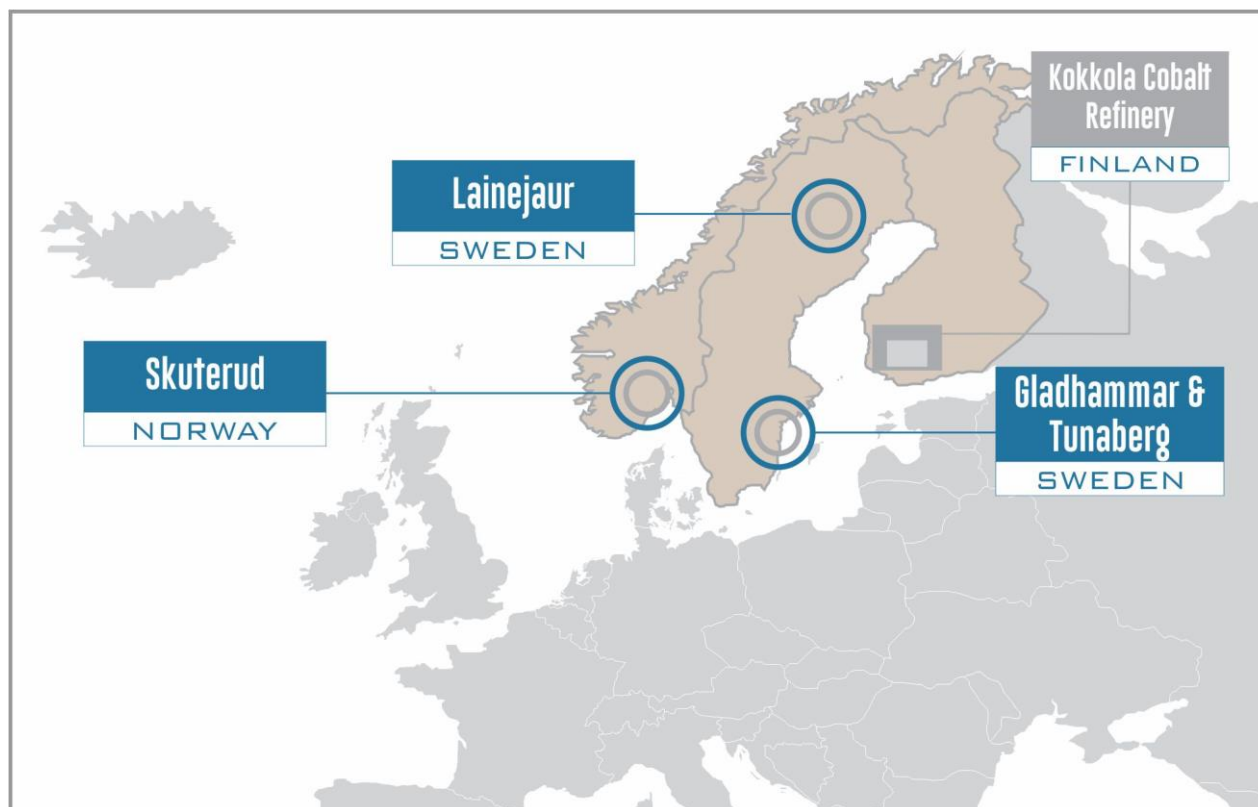 Kokkola Cobalt
Refinery
FINLAND
Lainejaur
SWEDEN
Skuterud
NORWAY
Gladhammar &
Tunaberg
SWEDEN